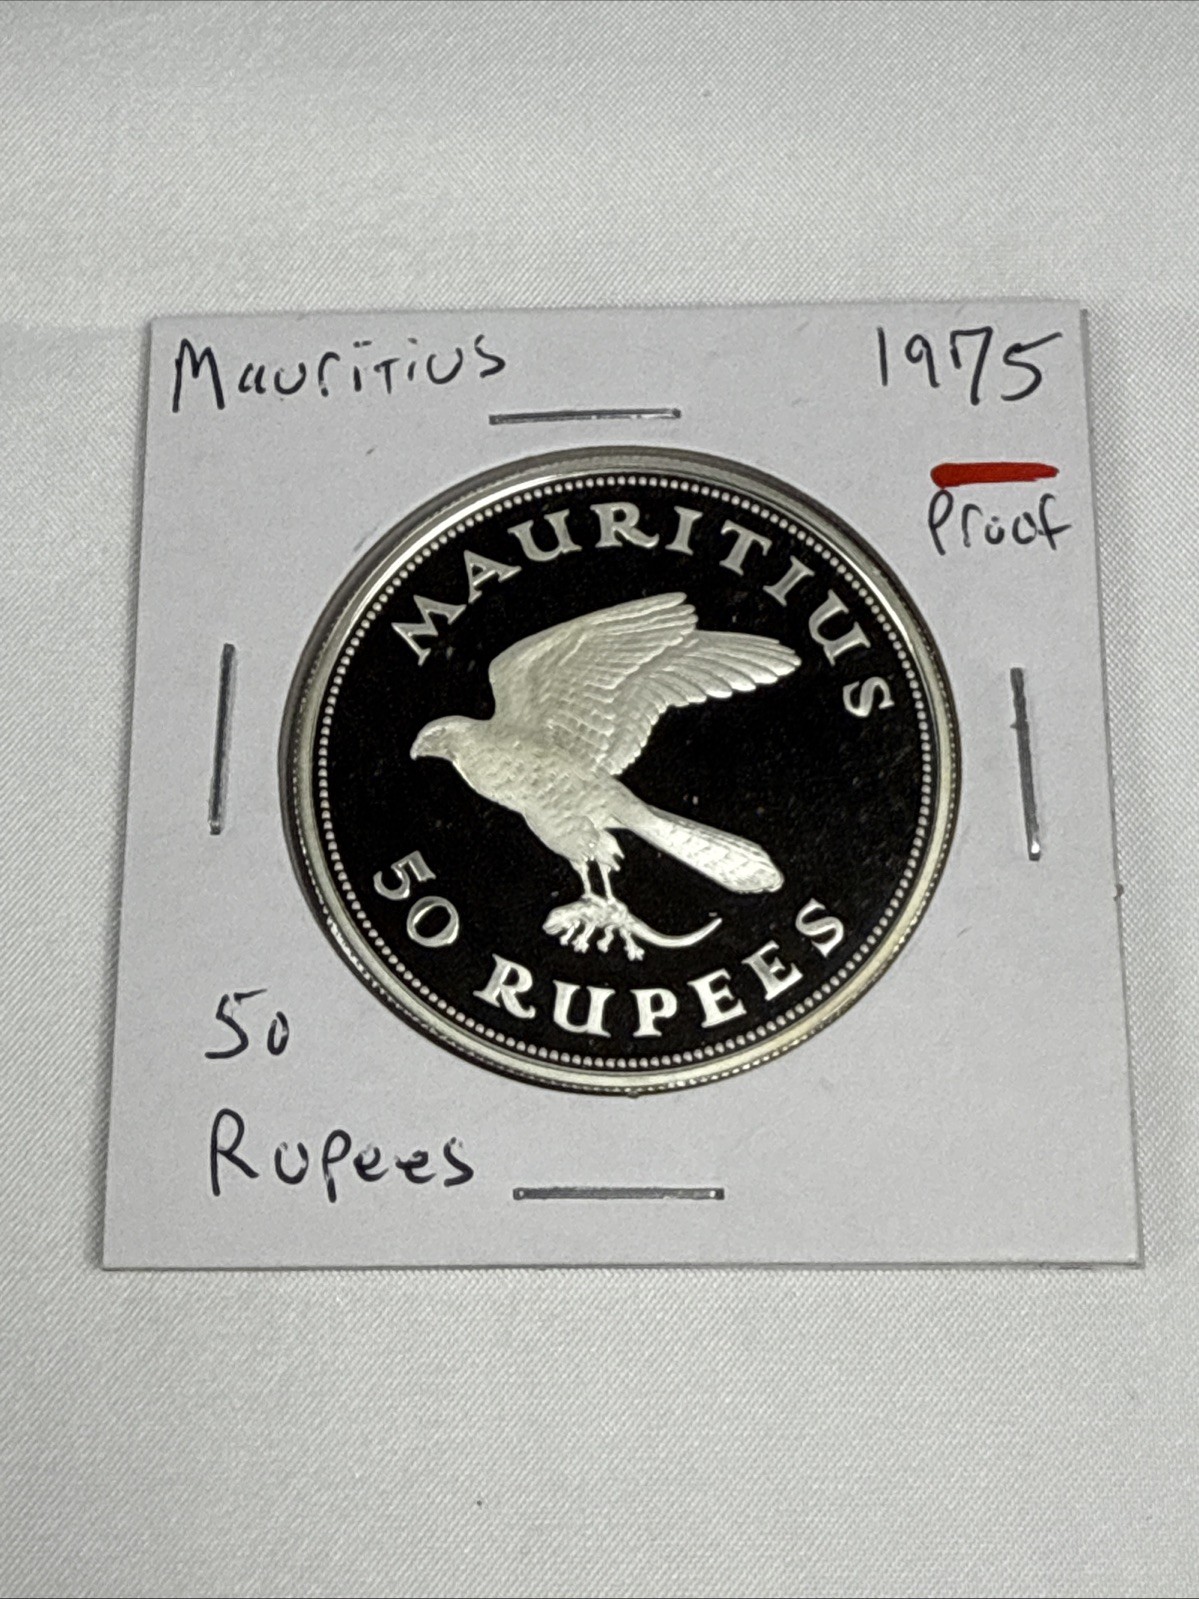 Mauritius
1975
Proof
MAURITIUS
50 RUPEES
50
Rupees